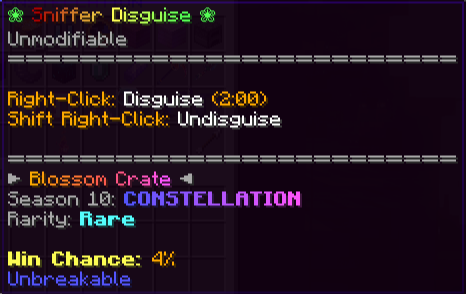 ❀ Sniffer Disguise ❀
Unmodifiable
====================================
Right-Click: Disguise (2:00)
Shift Right-Click: Undisguise
====================================
► Blossom Crate ◄
Season 10: CONSTELLATION
Rarity: Rare
Win Chance: 4%
Unbreakable